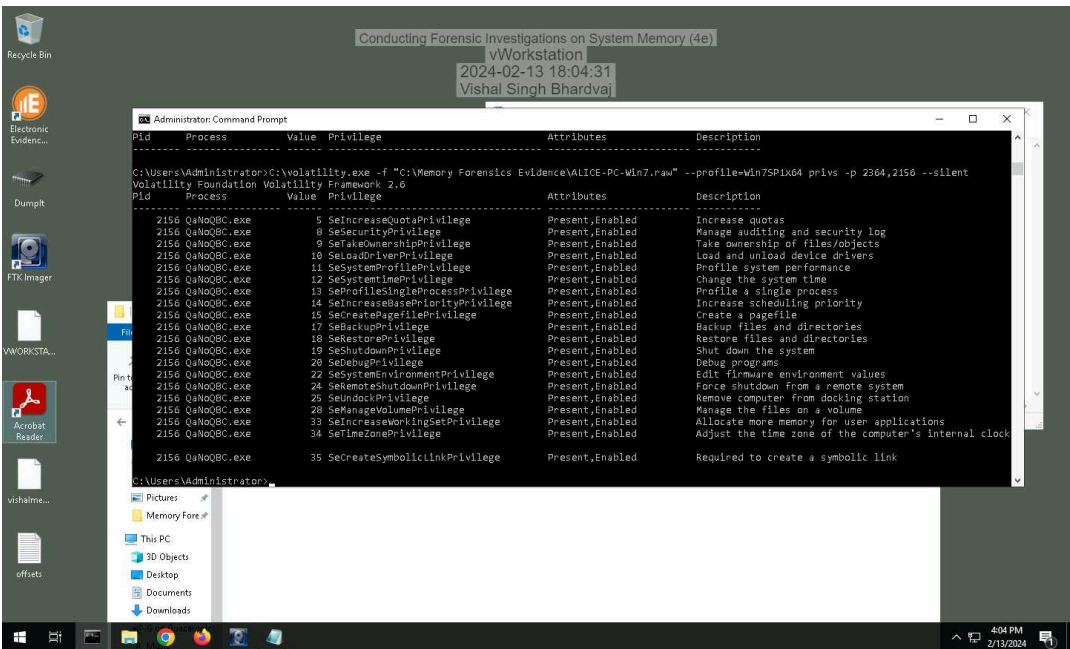 Recycle Bin
Electronic
Evidenc...
DumpIt
FTK Imager
VWORKSTA...
Acrobat
Reader
vishalme...
offsets
Conducting Forensic Investigations on System Memory (4e)
vWorkstation
2024-02-13 18:04:31
Vishal Singh Bhardvaj
Administrator: Command Prompt
Pid Process Value Privilege Attributes Description
C:\Users\Administrator>C:\volatility.exe -f "C:\Memory Forensics Evidence\ALICE-PC-Win7.raw" --profile=Win7SP1x64 privs -p 2364,2156 --silent
Volatility Foundation Volatility Framework 2.6
Pid Process Value Privilege Attributes Description
2156 QaNoQBC.exe 5 SeIncreaseQuotaPrivilege Present,Enabled Increase quotas
2156 QaNoQBC.exe 8 SeSecurityPrivilege Present,Enabled Manage auditing and security log
2156 QaNoQBC.exe 9 SeTakeOwnershipPrivilege Present,Enabled Take ownership of files/objects
2156 QaNoQBC.exe 10 SeLoadDriverPrivilege Present,Enabled Load and unload device drivers
2156 QaNoQBC.exe 11 SeSystemProfilePrivilege Present,Enabled Profile system performance
2156 QaNoQBC.exe 12 SeSystemtimePrivilege Present,Enabled Change the system time
2156 QaNoQBC.exe 13 SeProfileSingleProcessPrivilege Present,Enabled Profile a single process
2156 QaNoQBC.exe 14 SeIncreaseBasePriorityPrivilege Present,Enabled Increase scheduling priority
2156 QaNoQBC.exe 15 SeCreatePagefilePrivilege Present,Enabled Create a pagefile
2156 QaNoQBC.exe 17 SeBackupPrivilege Present,Enabled Backup files and directories
2156 QaNoQBC.exe 18 SeRestorePrivilege Present,Enabled Restore files and directories
2156 QaNoQBC.exe 19 SeShutdownPrivilege Present,Enabled Shut down the system
2156 QaNoQBC.exe 20 SeDebugPrivilege Present,Enabled Debug programs
2156 QaNoQBC.exe 22 SeSystemEnvironmentPrivilege Present,Enabled Edit firmware environment values
2156 QaNoQBC.exe 24 SeRemoteShutdownPrivilege Present,Enabled Force shutdown from a remote system
2156 QaNoQBC.exe 25 SeUndockPrivilege Present,Enabled Remove computer from docking station
2156 QaNoQBC.exe 28 SeManageVolumePrivilege Present,Enabled Manage the files on a volume
2156 QaNoQBC.exe 33 SeIncreaseWorkingSetPrivilege Present,Enabled Allocate more memory for user applications
2156 QaNoQBC.exe 34 SeTimeZonePrivilege Present,Enabled Adjust the time zone of the computer's internal clock
2156 QaNoQBC.exe 35 SeCreateSymbolicLinkPrivilege Present,Enabled Required to create a symbolic link
C:\Users\Administrator>
Pictures
Memory Fore
This PC
3D Objects
Desktop
Documents
Downloads
4:04 PM
2/13/2024